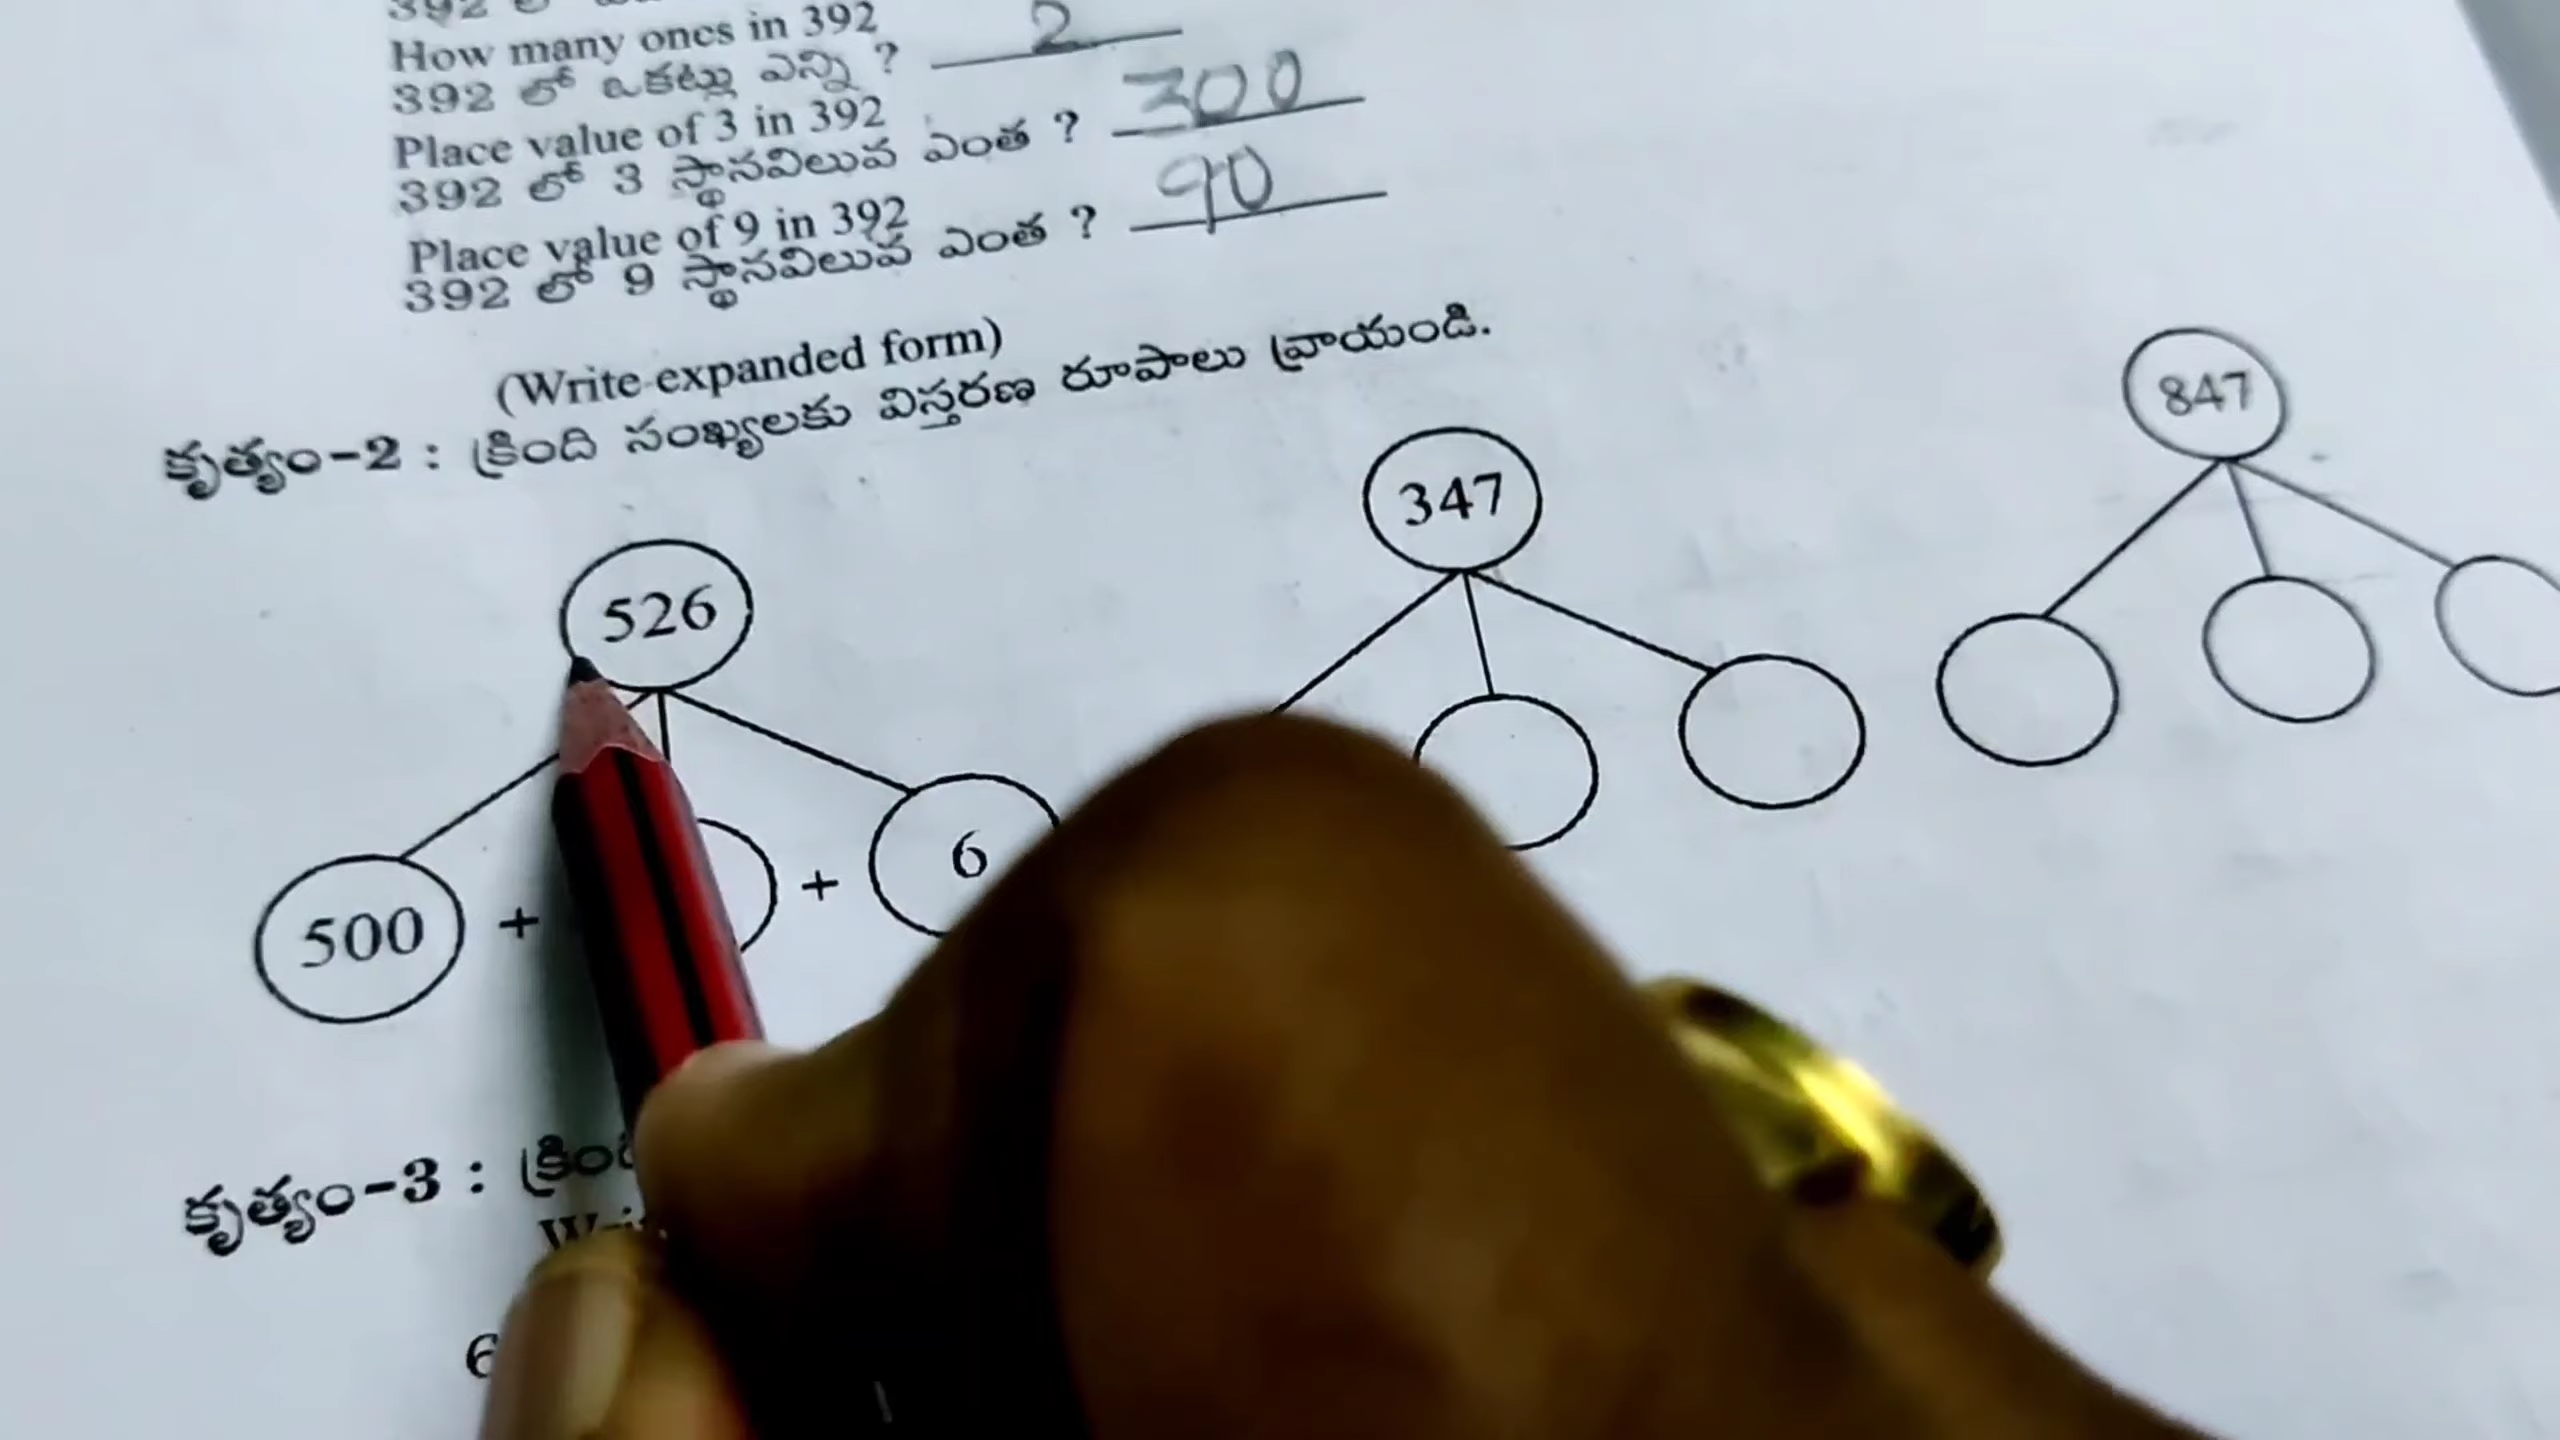 392 లో
How many ones in 392
392 లో ఒకట్లు ఎన్ని ? 2
Place value of 3 in 392
392 లో 3 స్థానవిలువ ఎంత ? 300
Place value of 9 in 392
392 లో 9 స్థానవిలువ ఎంత ? 90
(Write expanded form)
కృత్యం-2 : క్రింది సంఖ్యలకు విస్తరణ రూపాలు వ్రాయండి.
526 347 847
500 + + 6
కృత్యం-3 :
6